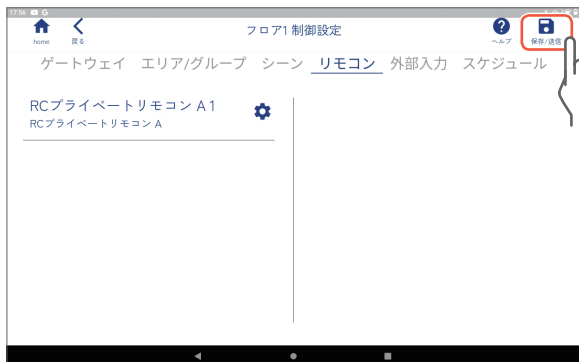 17:56 G
フロア1 制御設定
home 戻る ヘルプ 保存/送信
ゲートウェイ エリア/グループ シーン リモコン 外部入力 スケジュール
RCプライベートリモコン A 1
RCプライベートリモコン A